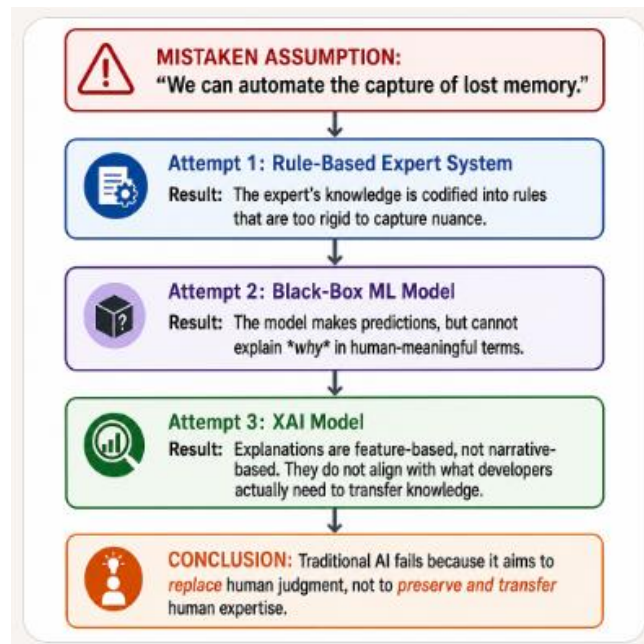 MISTAKEN ASSUMPTION:
“We can automate the capture of lost memory.”
Attempt 1: Rule-Based Expert System
Result: The expert’s knowledge is codified into rules
that are too rigid to capture nuance.
Attempt 2: Black-Box ML Model
?
Result: The model makes predictions, but cannot
explain *why* in human-meaningful terms.
Attempt 3: XAI Model
Result: Explanations are feature-based, not narrative-
based. They do not align with what developers
actually need to transfer knowledge.
CONCLUSION: Traditional AI fails because it aims to
replace human judgment, not to preserve and transfer
human expertise.